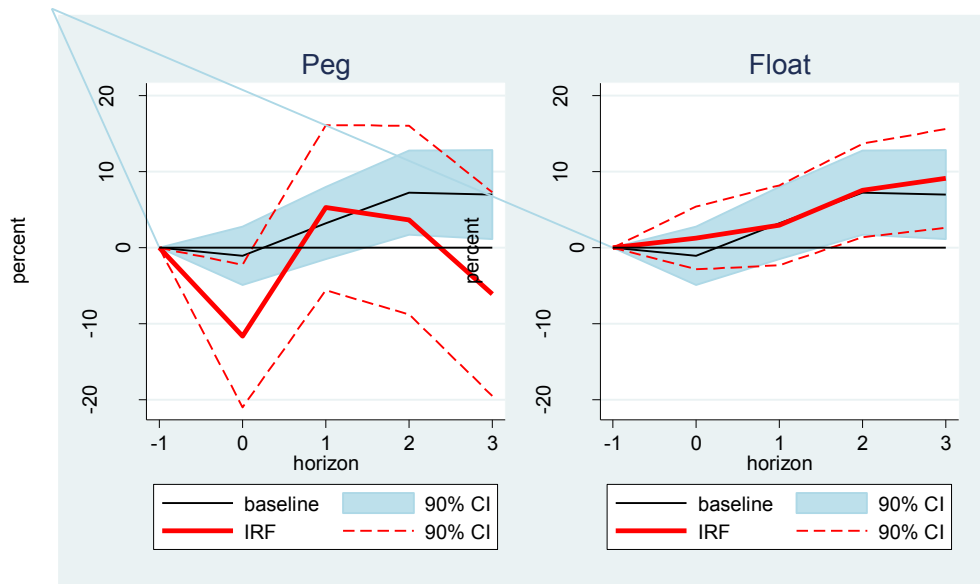 Peg
percent
20
10
0
-10
-20
-1 0 1 2 3
horizon
baseline 90% CI
IRF 90% CI
Float
percent
20
10
0
-10
-20
-1 0 1 2 3
horizon
baseline 90% CI
IRF 90% CI